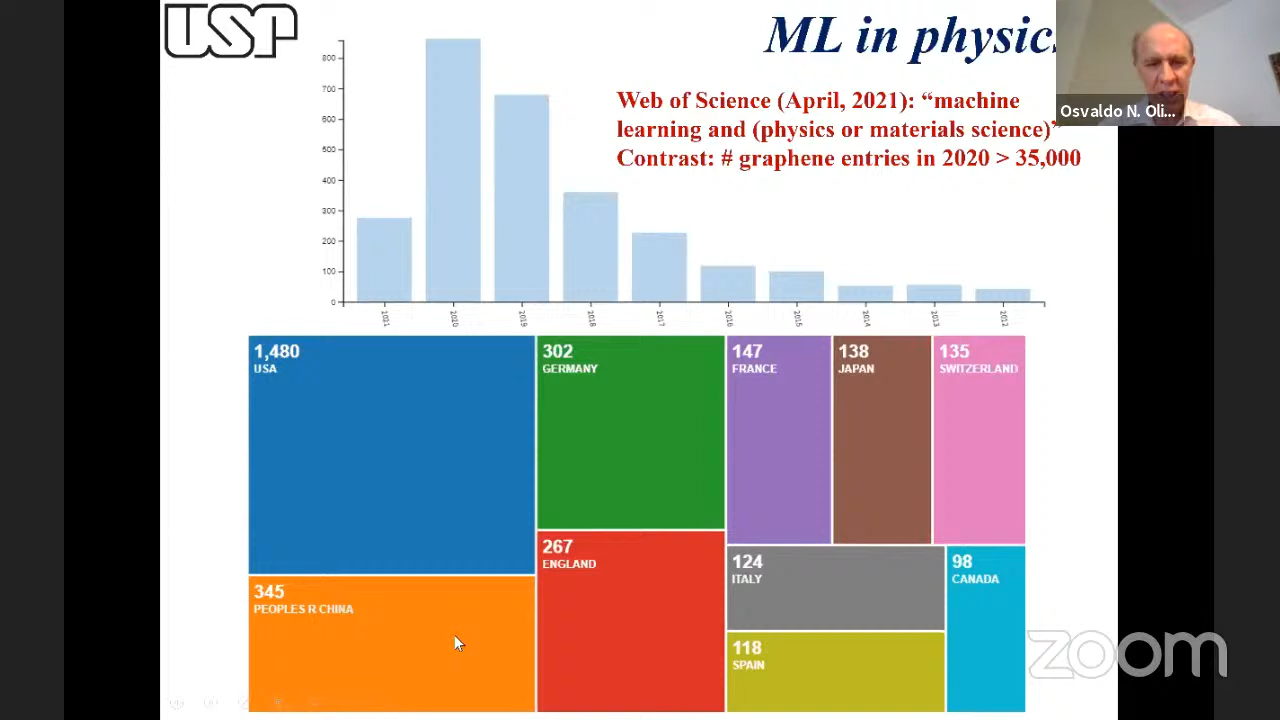 USP
ML in physics
Osvaldo N. Oli...
Web of Science (April, 2021): “machine
learning and (physics or materials science)”
Contrast: # graphene entries in 2020 > 35,000
800
700
600
500
400
300
200
100
0
2021 2020 2019 2018 2017 2016 2015 2014 2013 2012
1,480
USA
302
GERMANY
147
FRANCE
138
JAPAN
135
SWITZERLAND
345
PEOPLES R CHINA
267
ENGLAND
124
ITALY
98
CANADA
118
SPAIN
zoom